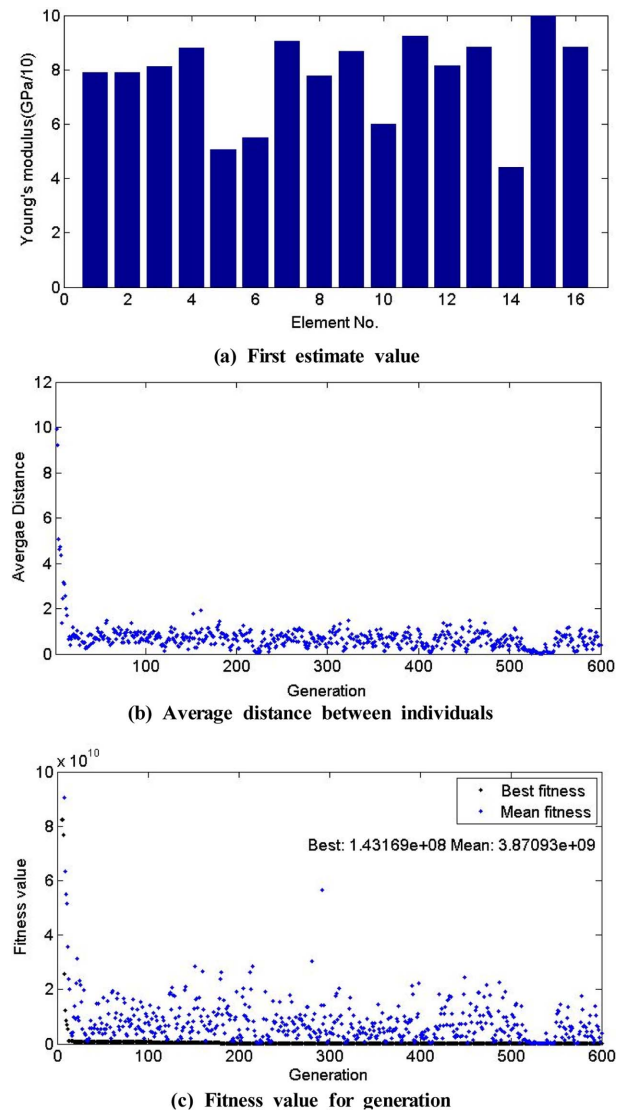 10
8
6
4
2
0
Young's modulus(GPa/10)
0 2 4 6 8 10 12 14 16
Element No.
(a) First estimate value
12
10
8
6
4
2
0
Avergae Distance
100 200 300 400 500 600
Generation
(b) Average distance between individuals
× 10^10
10
8
6
4
2
0
Fitness value
Best fitness
Mean fitness
Best: 1.43169e+08 Mean: 3.87093e+09
0 100 200 300 400 500 600
Generation
(c) Fitness value for generation